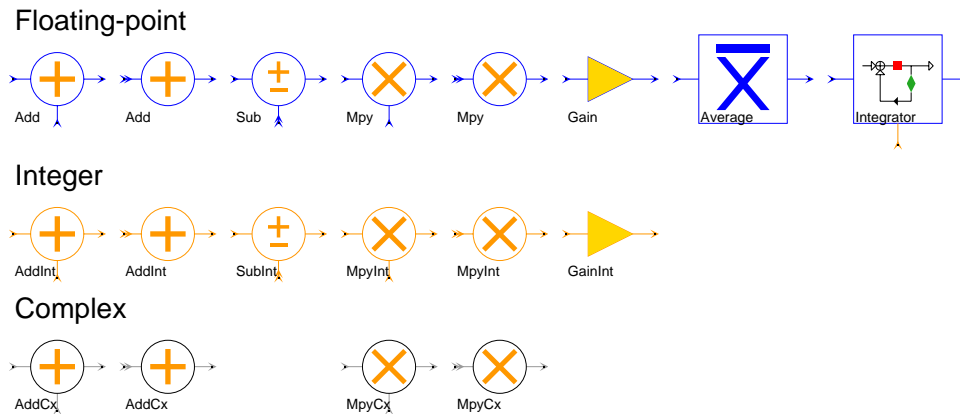 Floating-point
Add Add Sub Mpy Mpy Gain Average Integrator
Integer
AddInt AddInt SubInt MpyInt MpyInt GainInt
Complex
AddCx AddCx MpyCx MpyCx